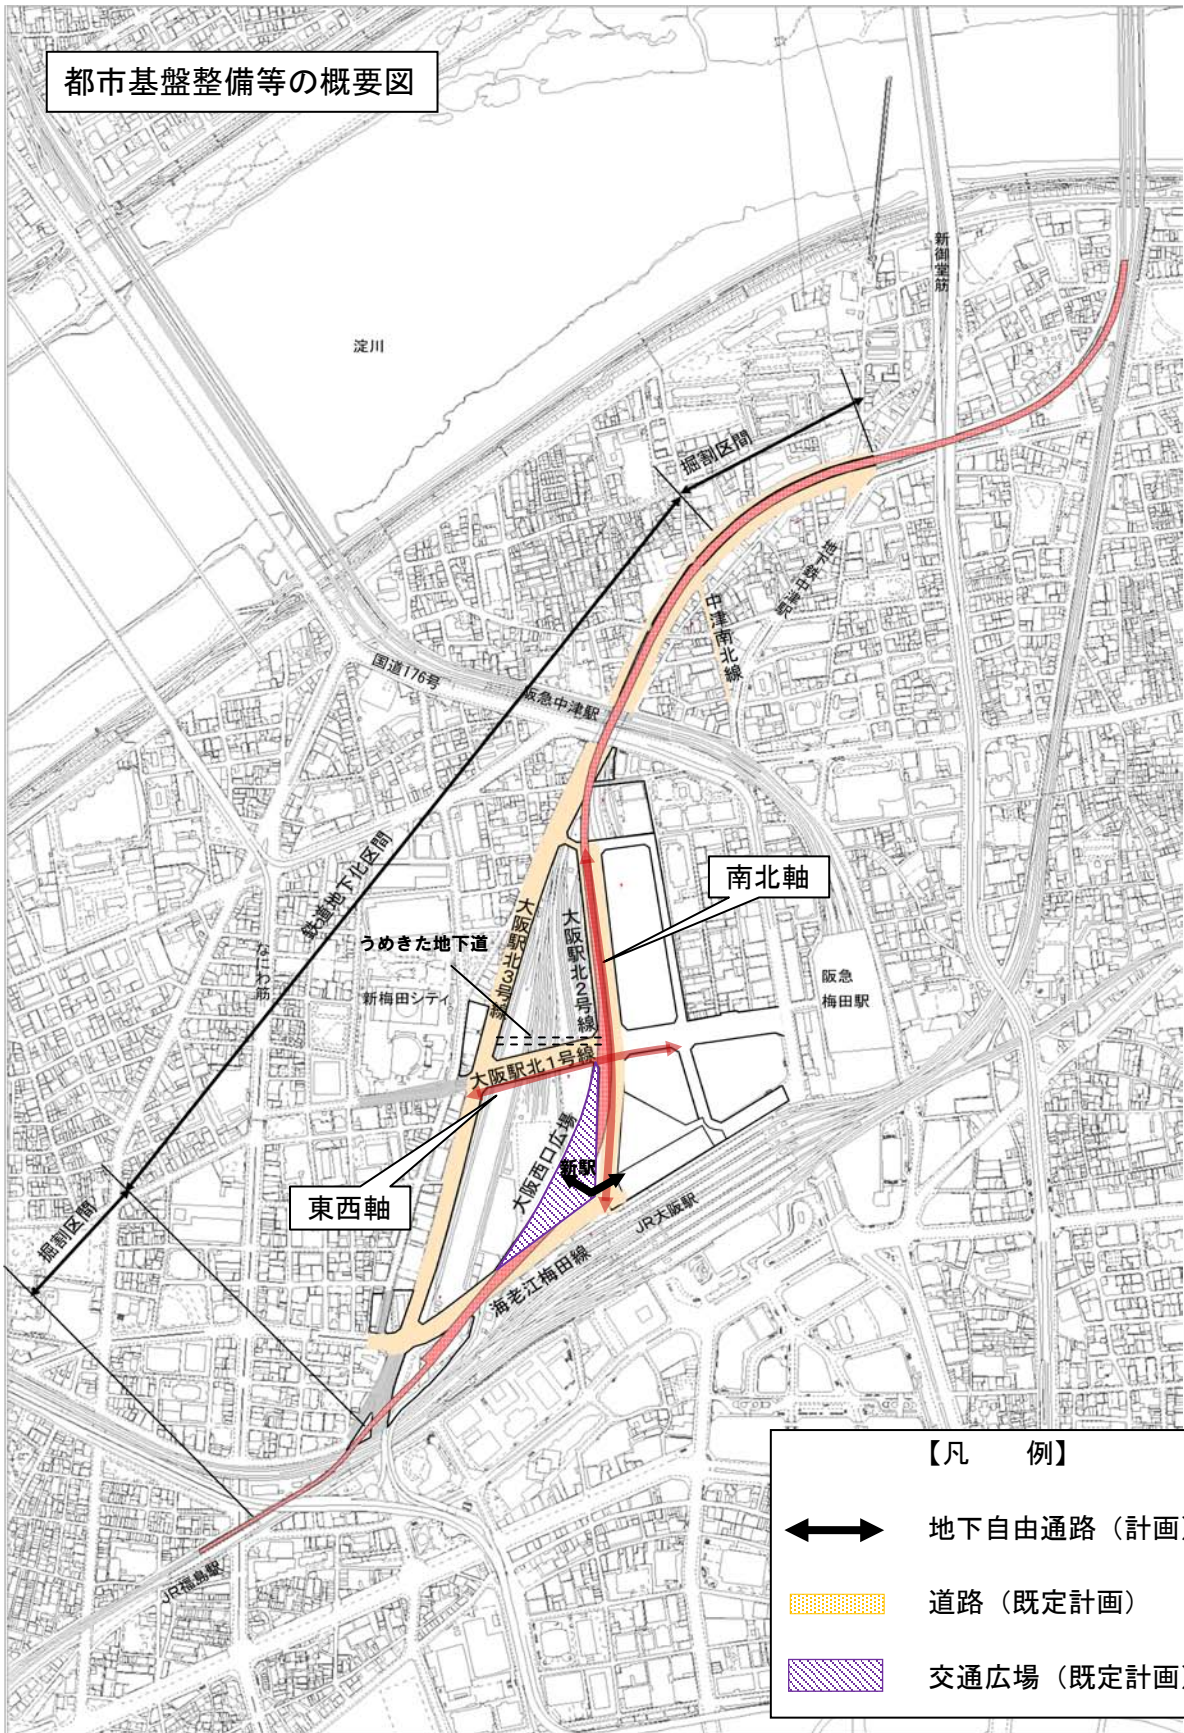 都市基盤整備等の概要図
新御堂筋
淀川
掘割区間
地下鉄中津駅
中津南北線
国道176号
阪急中津駅
鉄道地下化区間
南北軸
大阪駅北3号線
大阪駅北2号線
うめきた地下道
なにわ筋
新梅田シティ
阪急
梅田駅
大阪駅北1号線
大阪西口広場
新駅
東西軸
掘割区間
JR大阪駅
海老江梅田線
JR福島駅
【凡　例】
地下自由通路（計画）
道路（既定計画）
交通広場（既定計画）